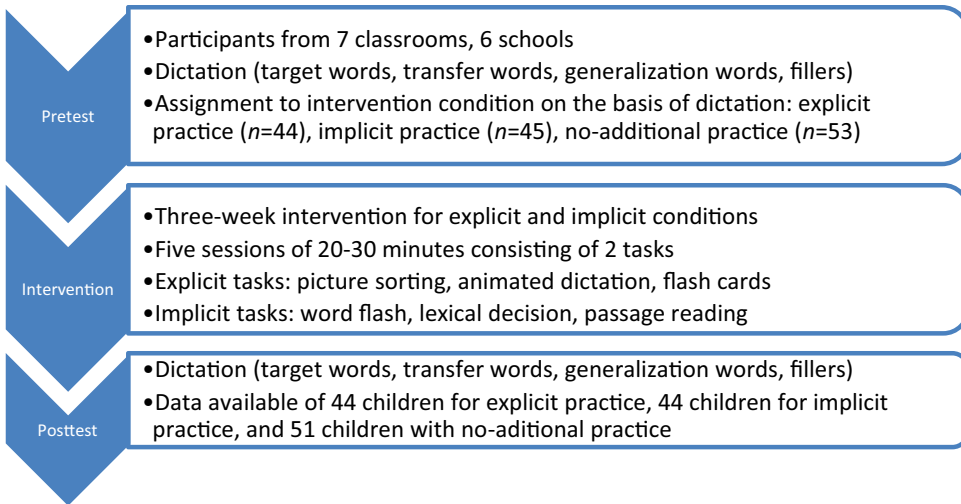 Pretest
•Participants from 7 classrooms, 6 schools
•Dictation (target words, transfer words, generalization words, fillers)
•Assignment to intervention condition on the basis of dictation: explicit
practice (n=44), implicit practice (n=45), no-additional practice (n=53)
Intervention
•Three-week intervention for explicit and implicit conditions
•Five sessions of 20-30 minutes consisting of 2 tasks
•Explicit tasks: picture sorting, animated dictation, flash cards
•Implicit tasks: word flash, lexical decision, passage reading
Posttest
•Dictation (target words, transfer words, generalization words, fillers)
•Data available of 44 children for explicit practice, 44 children for implicit
practice, and 51 children with no-aditional practice